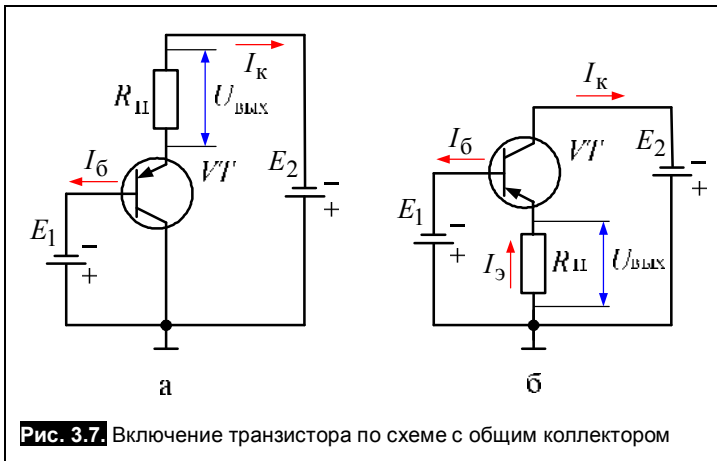 Iк
Rн
Uвых
Iб
VT
E2
−
+
E1
−
+
а
Iк
Iб
VT
E2
−
+
E1
−
+
Iэ
Rн
Uвых
б
Рис. 3.7. Включение транзистора по схеме с общим коллектором